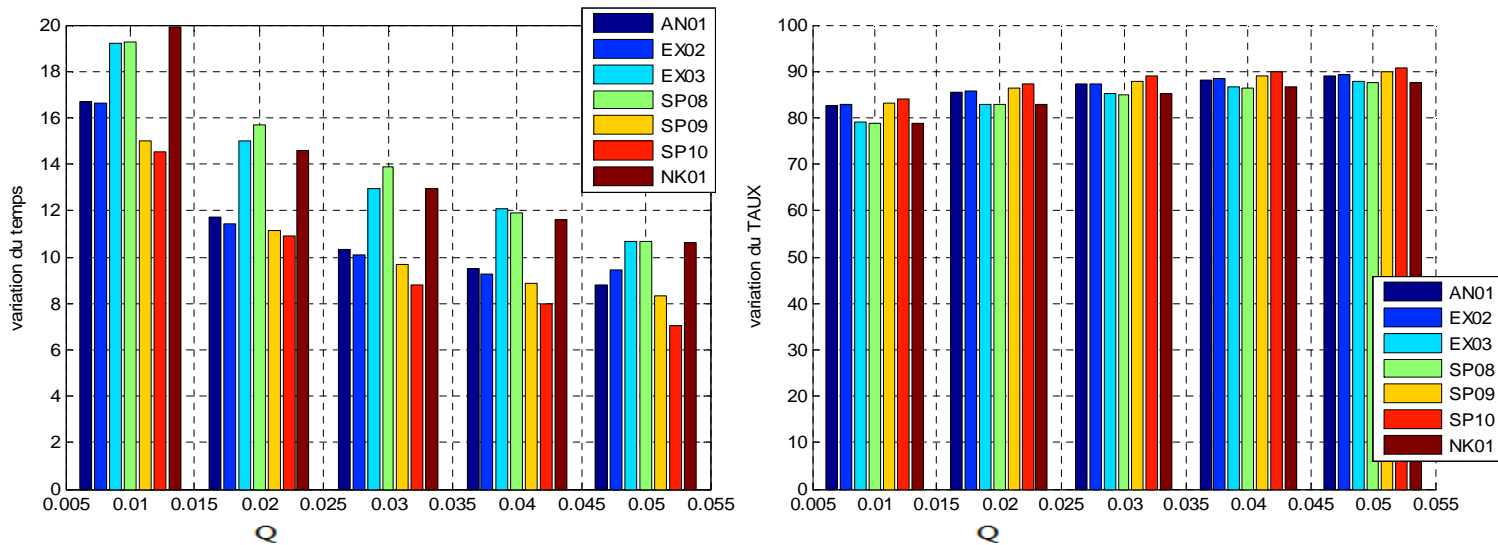 variation du temps
20
18
16
14
12
10
8
6
4
2
0
0.005
0.01
0.015
0.02
0.025
0.03
0.035
0.04
0.045
0.05
0.055
Q
AN01
EX02
EX03
SP08
SP09
SP10
NK01
variation du TAUX
100
90
80
70
60
50
40
30
20
10
0
0.005
0.01
0.015
0.02
0.025
0.03
0.035
0.04
0.045
0.05
0.055
Q
AN01
EX02
EX03
SP08
SP09
SP10
NK01